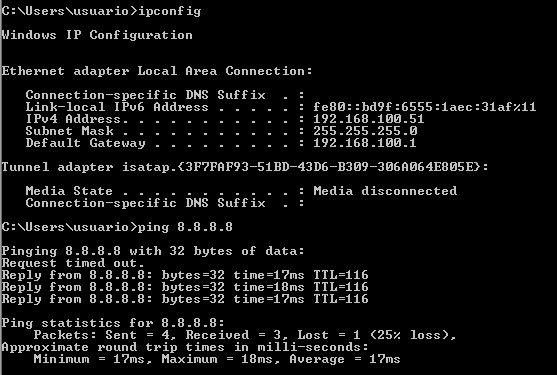 C:\Users\usuario>ipconfig
Windows IP Configuration
Ethernet adapter Local Area Connection:
Connection-specific DNS Suffix . :
Link-local IPv6 Address . . . . . : fe80::bd9f:6555:1aec:31af%11
IPv4 Address. . . . . . . . . . . : 192.168.100.51
Subnet Mask . . . . . . . . . . . : 255.255.255.0
Default Gateway . . . . . . . . . : 192.168.100.1
Tunnel adapter isatap.{3F7FAF93-51BD-43D6-B309-306A064E805E}:
Media State . . . . . . . . . . . : Media disconnected
Connection-specific DNS Suffix . :
C:\Users\usuario>ping 8.8.8.8
Pinging 8.8.8.8 with 32 bytes of data:
Request timed out.
Reply from 8.8.8.8: bytes=32 time=17ms TTL=116
Reply from 8.8.8.8: bytes=32 time=18ms TTL=116
Reply from 8.8.8.8: bytes=32 time=17ms TTL=116
Ping statistics for 8.8.8.8:
Packets: Sent = 4, Received = 3, Lost = 1 (25% loss),
Approximate round trip times in milli-seconds:
Minimum = 17ms, Maximum = 18ms, Average = 17ms